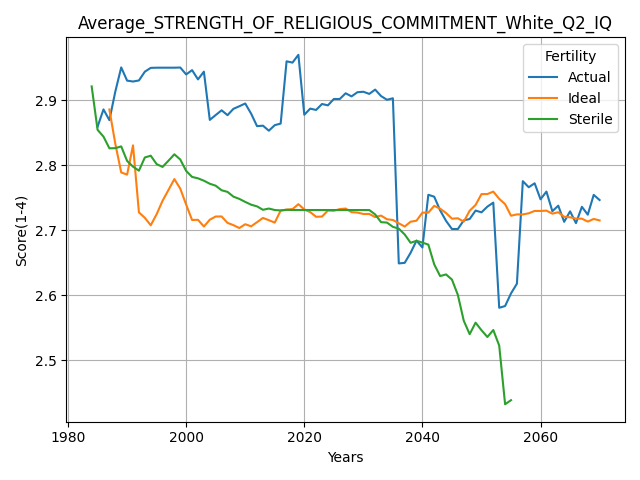 Average_STRENGTH_OF_RELIGIOUS_COMMITMENT_White_Q2_IQ
Fertility
Actual
Ideal
Sterile
Score(1-4)
2.9
2.8
2.7
2.6
2.5
1980
2000
2020
2040
2060
Years